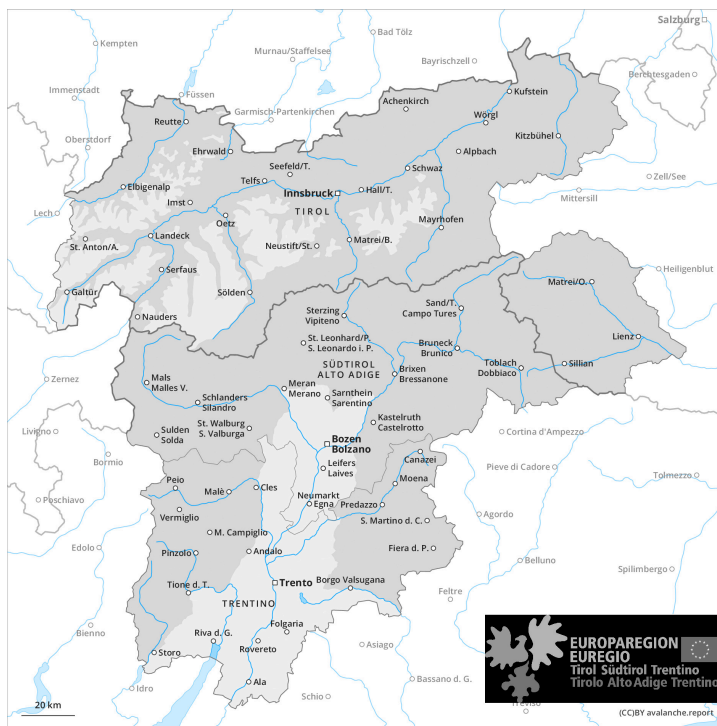 Salzburg
Kempten
Bad Tölz
Murnau/Staffelsee
Bayrischzell
Berchtesgaden
Immenstadt
Füssen
Garmisch-Partenkirchen
Achenkirch
Kufstein
Reutte
Wörgl
Oberstdorf
Kitzbühel
Ehrwald
Alpbach
Seefeld/T.
Schwaz
Zell/See
Telfs
Elbigenalp
Innsbruck
Hall/T.
Mittersill
Imst
TIROL
Lech
Oetz
Mayrhofen
Landeck
Matrei/B.
St. Anton/A.
Neustift/St.
Serfaus
Heiligenblut
Matrei/O.
Galtür
Sölden
Sand/T.
Campo Tures
Nauders
Sterzing
Vipiteno
Lienz
St. Leonhard/P.
S. Leonardo i. P.
Bruneck
Brunico
Toblach
Dobbiaco
Sillian
SÜDTIROL
ALTO ADIGE
Brixen
Bressanone
Zernez
Mals
Malles V.
Meran
Merano
Sarnthein
Sarentino
Schlanders
Silandro
Kastelruth
Castelrotto
St. Walburg
S. Valburga
Livigno
Sulden
Solda
Cortina d'Ampezzo
Bozen
Bolzano
Bormio
Canazei
Leifers
Laives
Pieve di Cadore
Tolmezzo
Moena
Peio
Malè
Cles
Neumarkt
Egna
Predazzo
Poschiavo
Vermiglio
S. Martino d. C.
Agordo
M. Campiglio
Edolo
Pinzolo
Andalo
Fiera d. P.
Belluno
Spilimbergo
Tione d. T.
Trento
Borgo Valsugana
Feltre
TRENTINO
Bienno
Riva d. G.
Folgaria
Rovereto
Asiago
Storo
Ala
Bassano d. G.
Idro
Schio
Treviso
EUROPAREGION
EUREGIO
Tirol Südtirol Trentino
Tirolo Alto Adige Trentino
20 km
(CC)BY avalanche.report